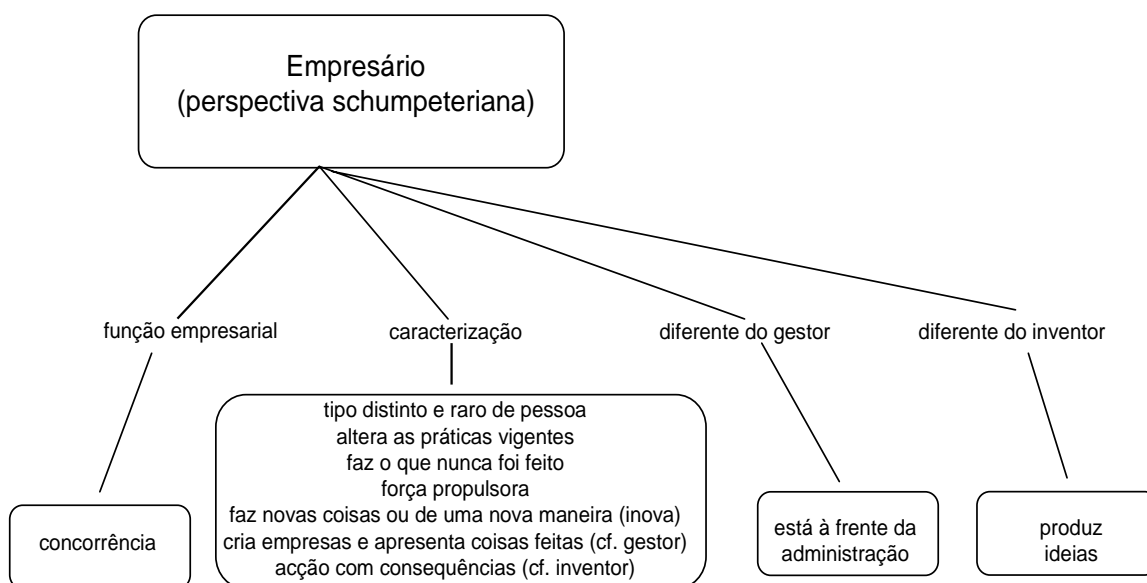 Empresário
(perspectiva schumpeteriana)
função empresarial
caracterização
diferente do gestor
diferente do inventor
concorrência
tipo distinto e raro de pessoa
altera as práticas vigentes
faz o que nunca foi feito
força propulsora
faz novas coisas ou de uma nova maneira (inova)
cria empresas e apresenta coisas feitas (cf. gestor)
acção com consequências (cf. inventor)
está à frente da
administração
produz
ideias